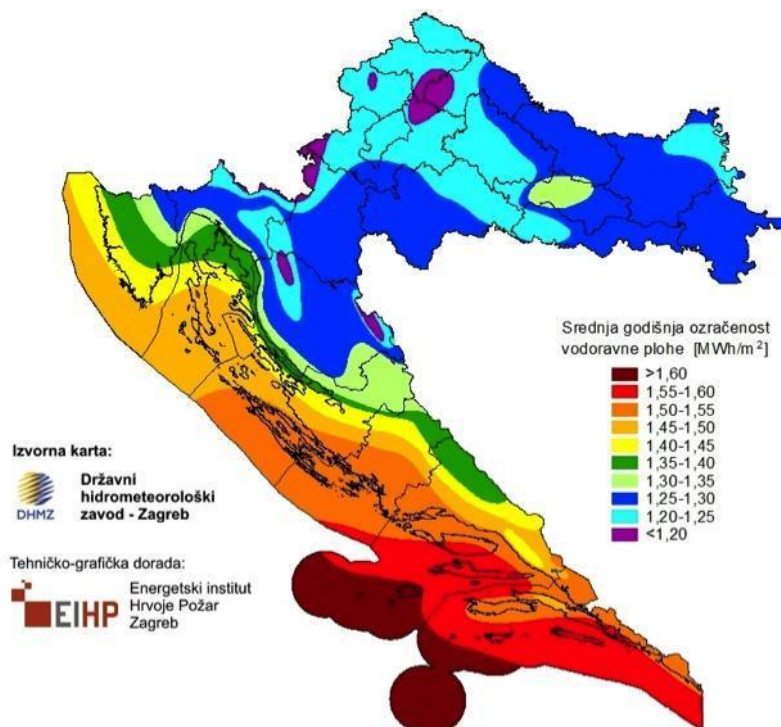 Srednja godišnja ozračenost
vodoravne plohe [MWh/m²]
>1,60
1,55-1,60
1,50-1,55
1,45-1,50
1,40-1,45
1,35-1,40
1,30-1,35
1,25-1,30
1,20-1,25
<1,20
Izvorna karta:
DHMZ
Državni
hidrometeorološki
zavod - Zagreb
Tehničko-grafička dorada:
EIHP
Energetski institut
Hrvoje Požar
Zagreb